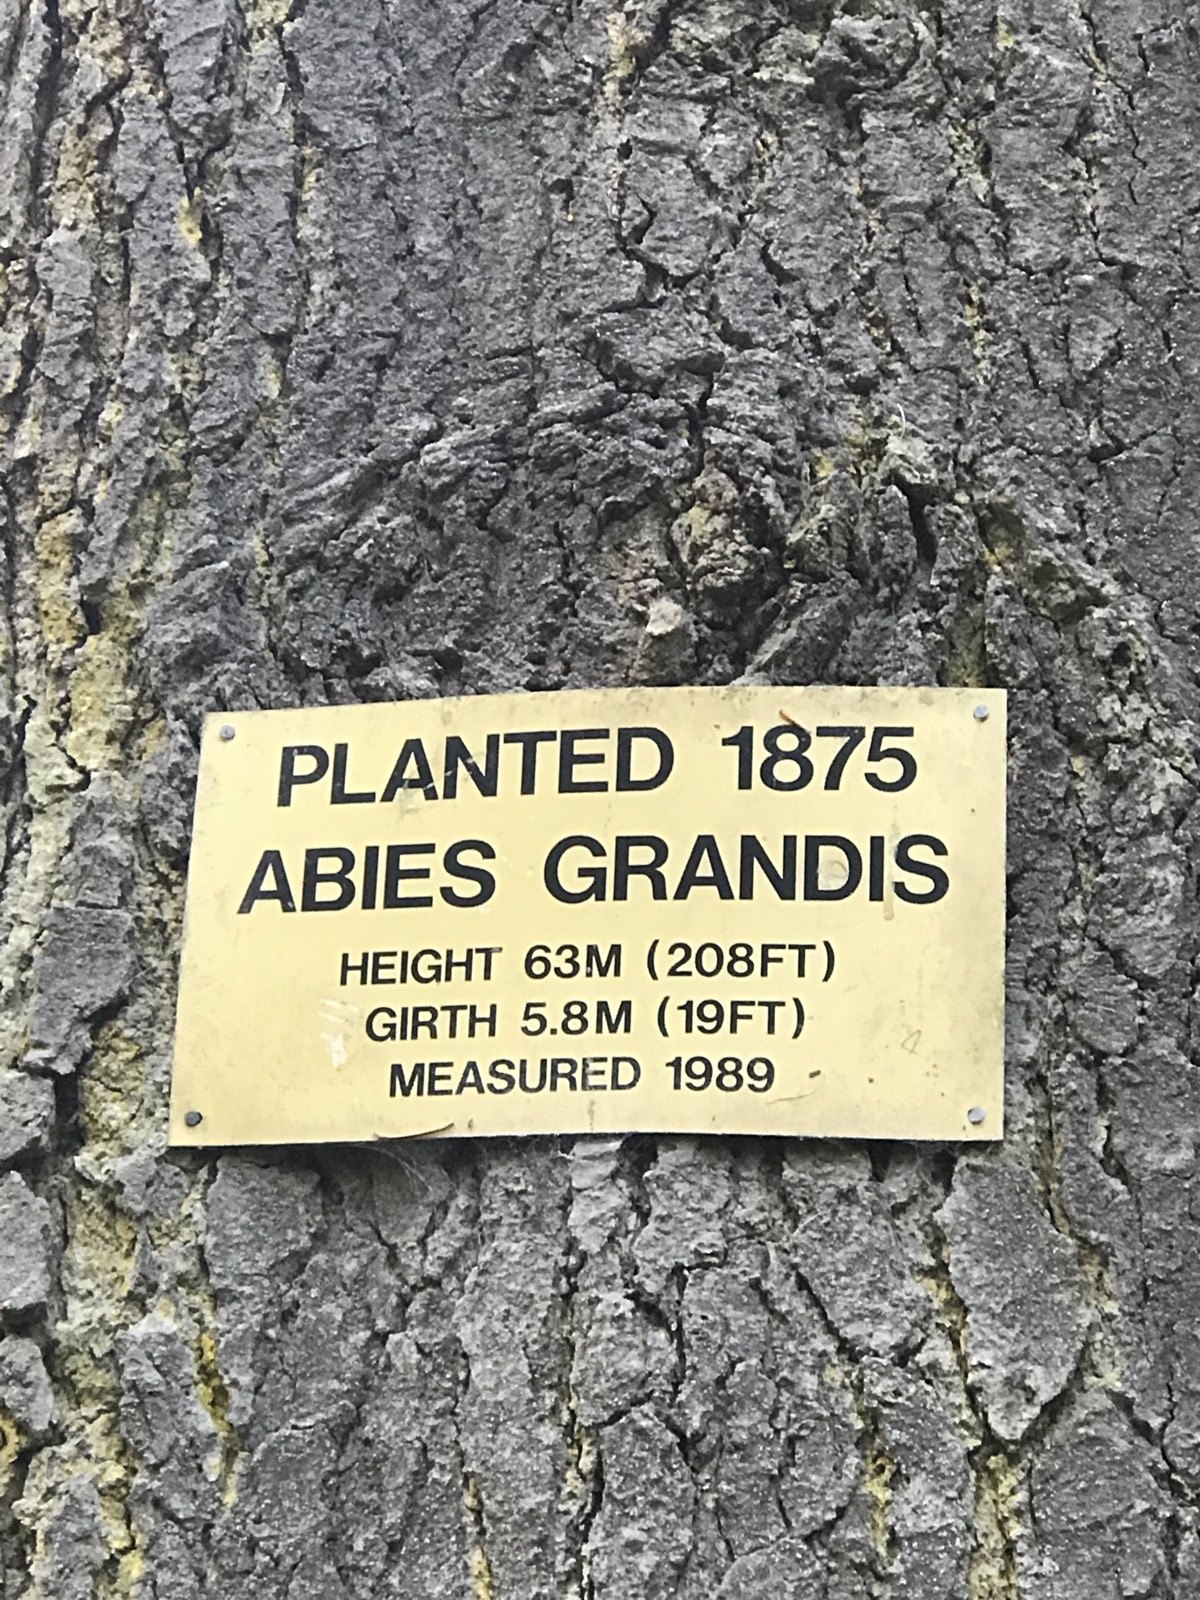 PLANTED 1875
ABIES GRANDIS
HEIGHT 63M (208FT)
GIRTH 5.8M (19FT)
MEASURED 1989